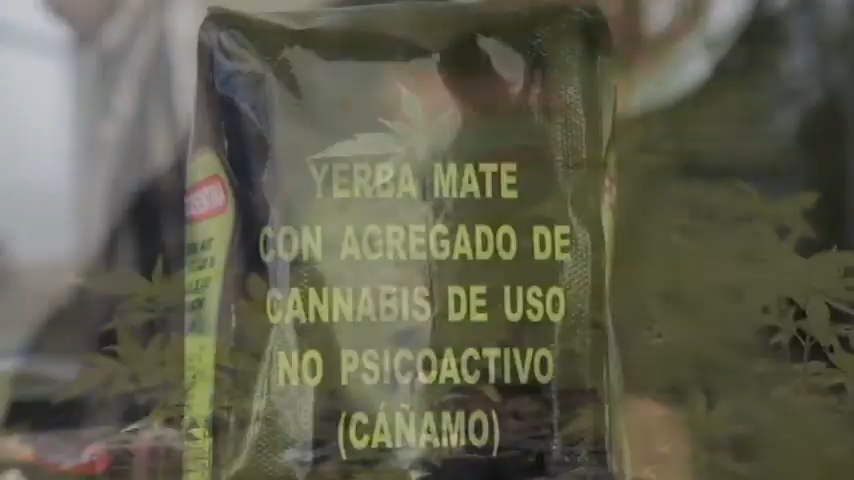 YERBA MATE
CON AGREGADO DE
CANNABIS DE USO
NO PSICOACTIVO
(CÁÑAMO)